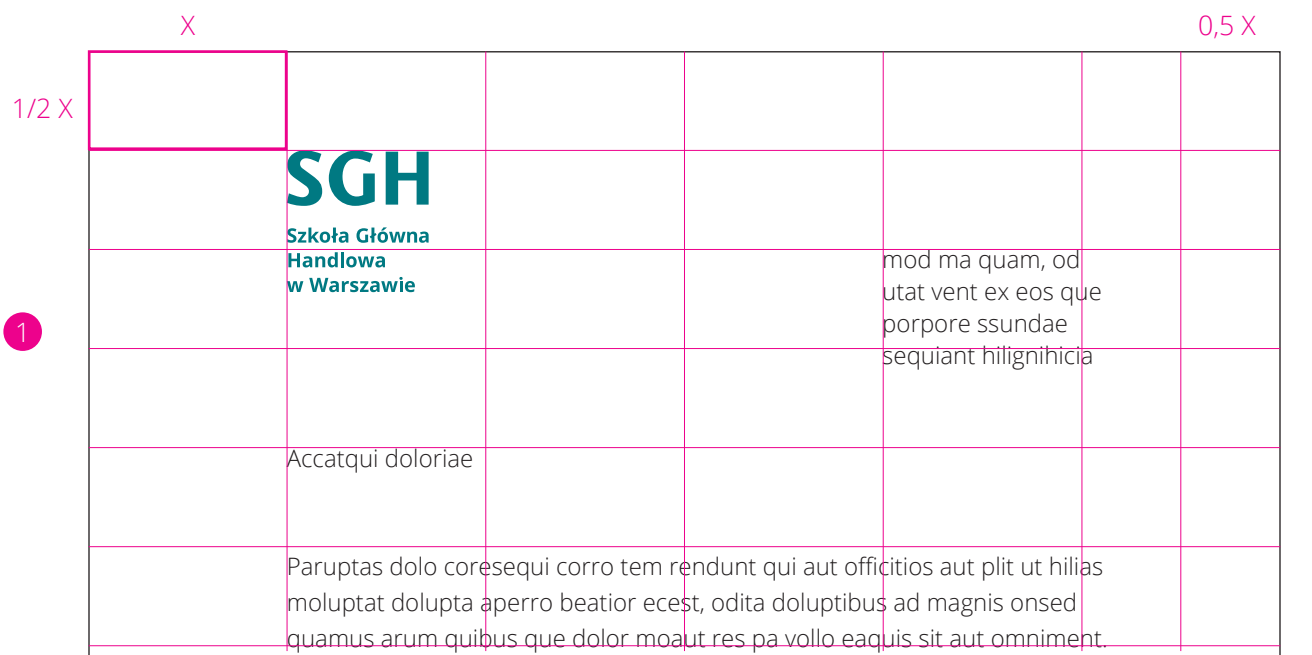 X
0,5 X
1/2 X
SGH
Szkoła Główna
Handlowa
w Warszawie
mod ma quam, od
utat vent ex eos que
porpore ssundae
sequiant hilignihicia
1
Accatqui doloriae
Paruptas dolo coresequi corro tem rendunt qui aut officitios aut plit ut hilias
moluptat dolupta aperro beatior ecest, odita doluptibus ad magnis onsed
quamus arum quibus que dolor moaut res pa vollo eaquis sit aut omniment.